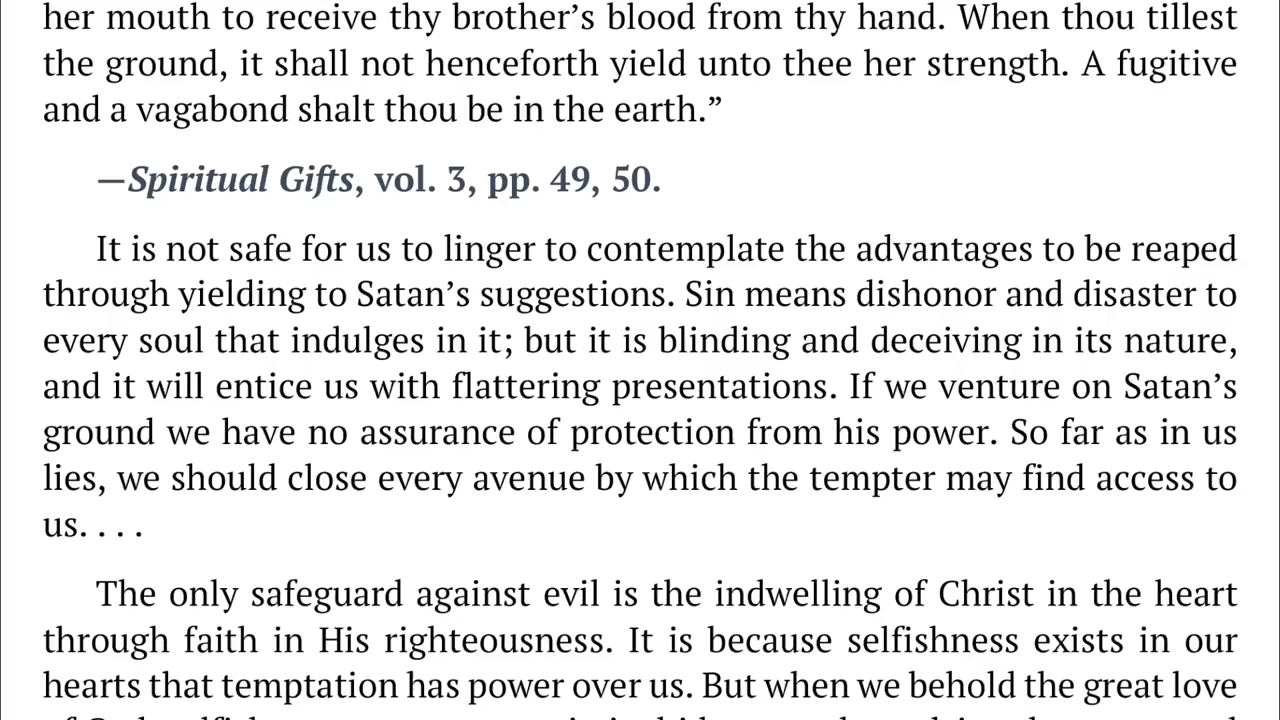 her mouth to receive thy brother’s blood from thy hand. When thou tillest
the ground, it shall not henceforth yield unto thee her strength. A fugitive
and a vagabond shalt thou be in the earth.”
—Spiritual Gifts, vol. 3, pp. 49, 50.
It is not safe for us to linger to contemplate the advantages to be reaped
through yielding to Satan’s suggestions. Sin means dishonor and disaster to
every soul that indulges in it; but it is blinding and deceiving in its nature,
and it will entice us with flattering presentations. If we venture on Satan’s
ground we have no assurance of protection from his power. So far as in us
lies, we should close every avenue by which the tempter may find access to
us. . . .
The only safeguard against evil is the indwelling of Christ in the heart
through faith in His righteousness. It is because selfishness exists in our
hearts that temptation has power over us. But when we behold the great love